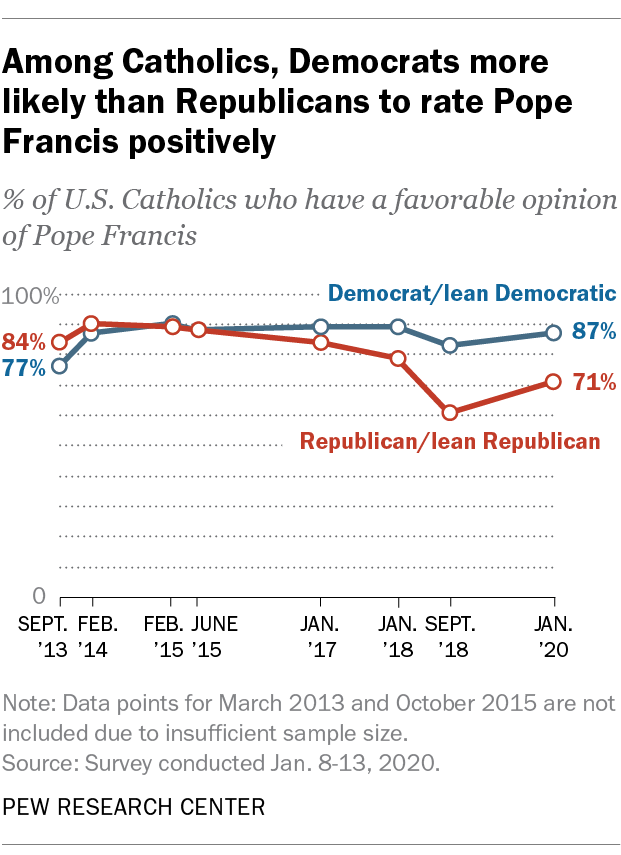 Among Catholics, Democrats more
likely than Republicans to rate Pope
Francis positively
% of U.S. Catholics who have a favorable opinion
of Pope Francis
100%
Democrat/lean Democratic
84%
77%
87%
71%
Republican/lean Republican
0
SEPT. FEB. FEB. JUNE JAN. JAN. SEPT. JAN.
’13 ’14 ’15 ’15 ’17 ’18 ’18 ’20
Note: Data points for March 2013 and October 2015 are not
included due to insufficient sample size.
Source: Survey conducted Jan. 8-13, 2020.
PEW RESEARCH CENTER